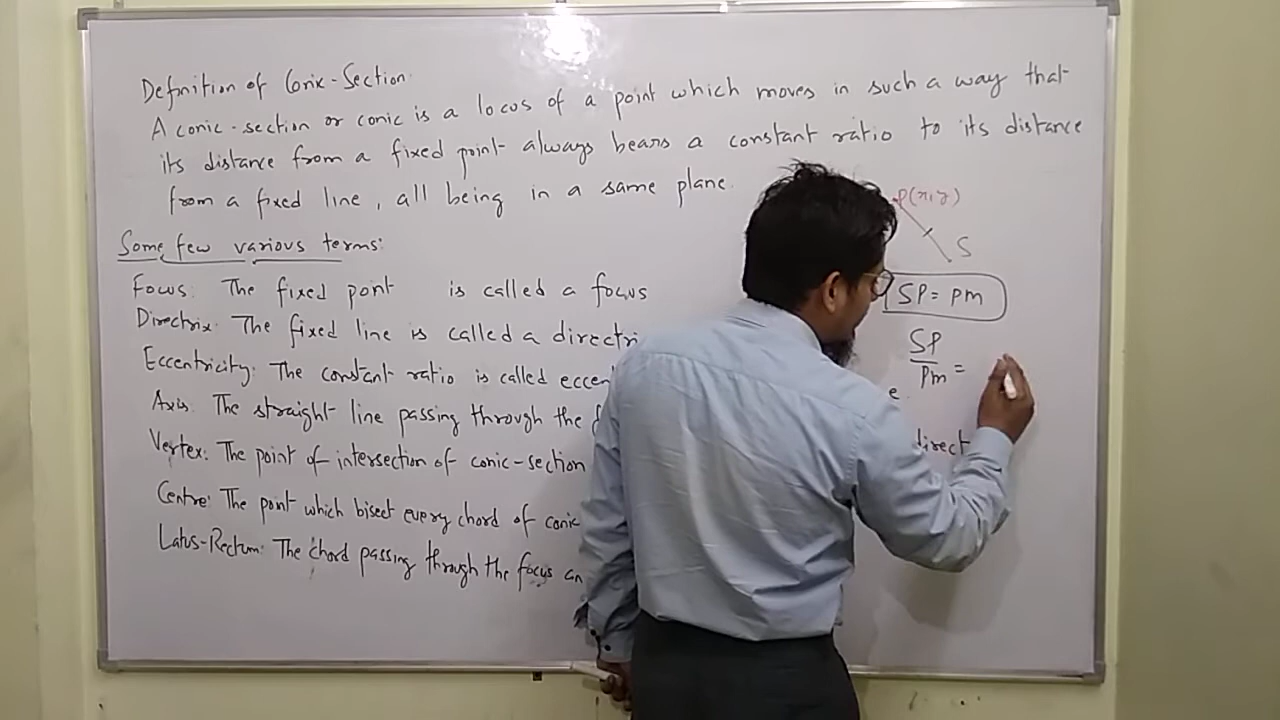 Definition of Conic-Section:
A conic-section or conic is a locus of a point which moves in such a way that
its distance from a fixed point always bears a constant ratio to its distance
from a fixed line, all being in a same plane.
P(x,y)
Some few various terms:
S
Focus: The fixed point is called a focus
SP = PM
Directrix: The fixed line is called a directri
SP
PM =
Eccentricity: The constant ratio is called eccen
e.
Axis: The straight line passing through the f
direct
Vertex: The point of intersection of conic-section
Centre: The point which bisect every chord of conic
Latus-Rectum: The chord passing through the focus an